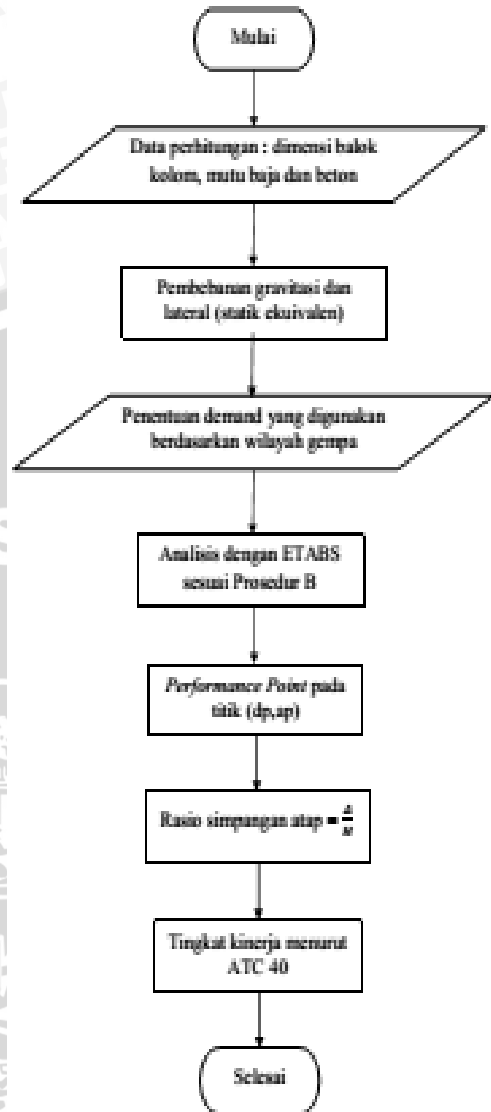 Mulai
Data perhitungan : dimensi balok
kolom, mutu baja dan beton
Pembebanan gravitasi dan
lateral (statik ekuivalen)
Penentuan demand yang digunakan
berdasarkan wilayah gempa
Analisis dengan ETABS
sesuai Prosedur B
Performance Point pada
titik (dp,ap)
Rasio simpangan atap =
Tingkat kinerja menurut
ATC 40
Selesai